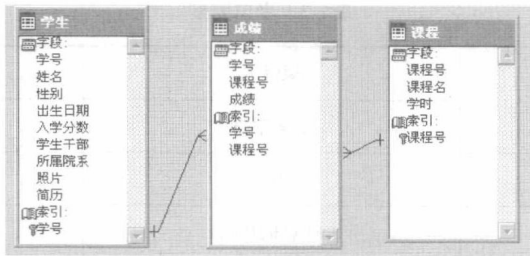 学生
字段:
学号
姓名
性别
出生日期
入学分数
学生干部
所属院系
照片
简历
索引:
学号
成绩
字段:
学号
课程号
成绩
索引:
学号
课程号
课程
字段:
课程号
课程名
学时
索引:
课程号